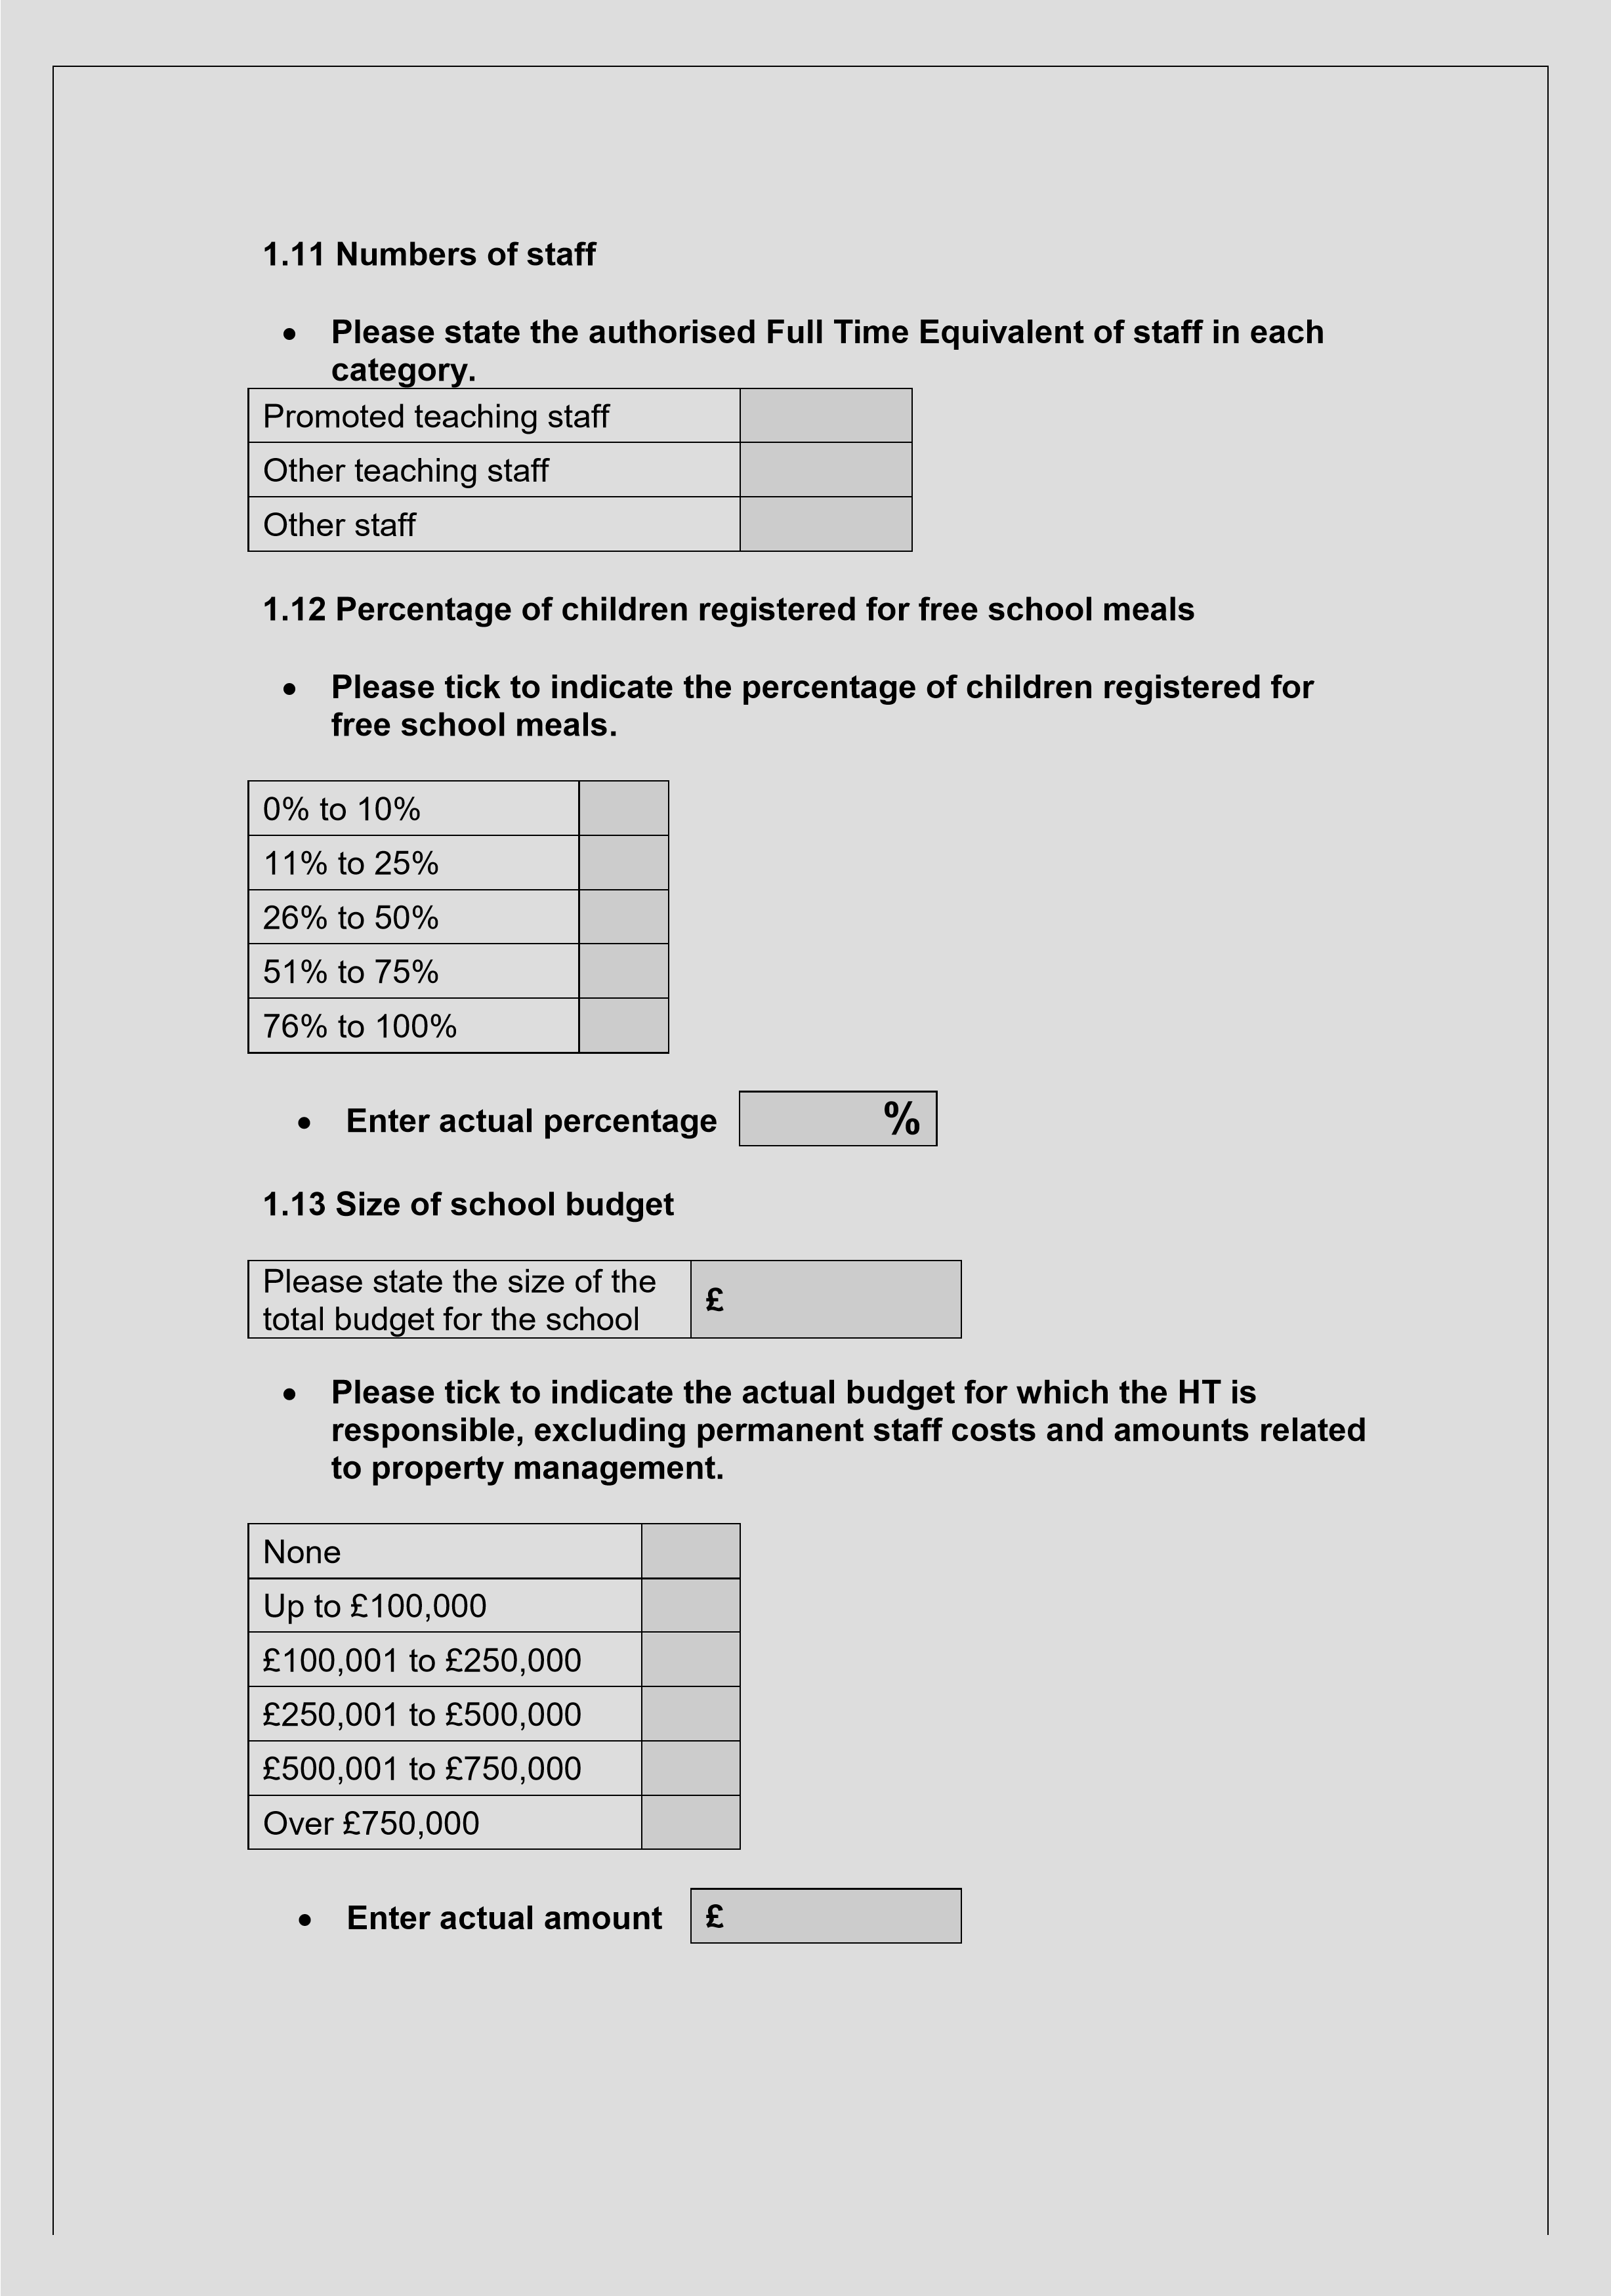 1.11 Numbers of staff
• Please state the authorised Full Time Equivalent of staff in each
category.
Promoted teaching staff
Other teaching staff
Other staff
1.12 Percentage of children registered for free school meals
• Please tick to indicate the percentage of children registered for
free school meals.
0% to 10%
11% to 25%
26% to 50%
51% to 75%
76% to 100%
• Enter actual percentage %
1.13 Size of school budget
Please state the size of the
total budget for the school
£
• Please tick to indicate the actual budget for which the HT is
responsible, excluding permanent staff costs and amounts related
to property management.
None
Up to £100,000
£100,001 to £250,000
£250,001 to £500,000
£500,001 to £750,000
Over £750,000
• Enter actual amount £